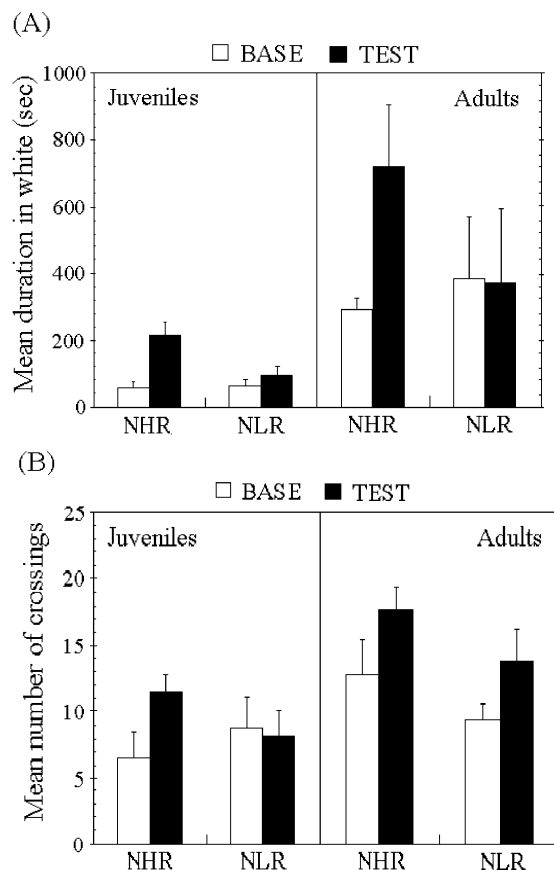 (A)
BASE TEST
Mean duration in white (sec)
1000
800
600
400
200
0
Juveniles
Adults
NHR NLR NHR NLR
(B)
BASE TEST
Mean number of crossings
25
20
15
10
5
0
Juveniles
Adults
NHR NLR NHR NLR